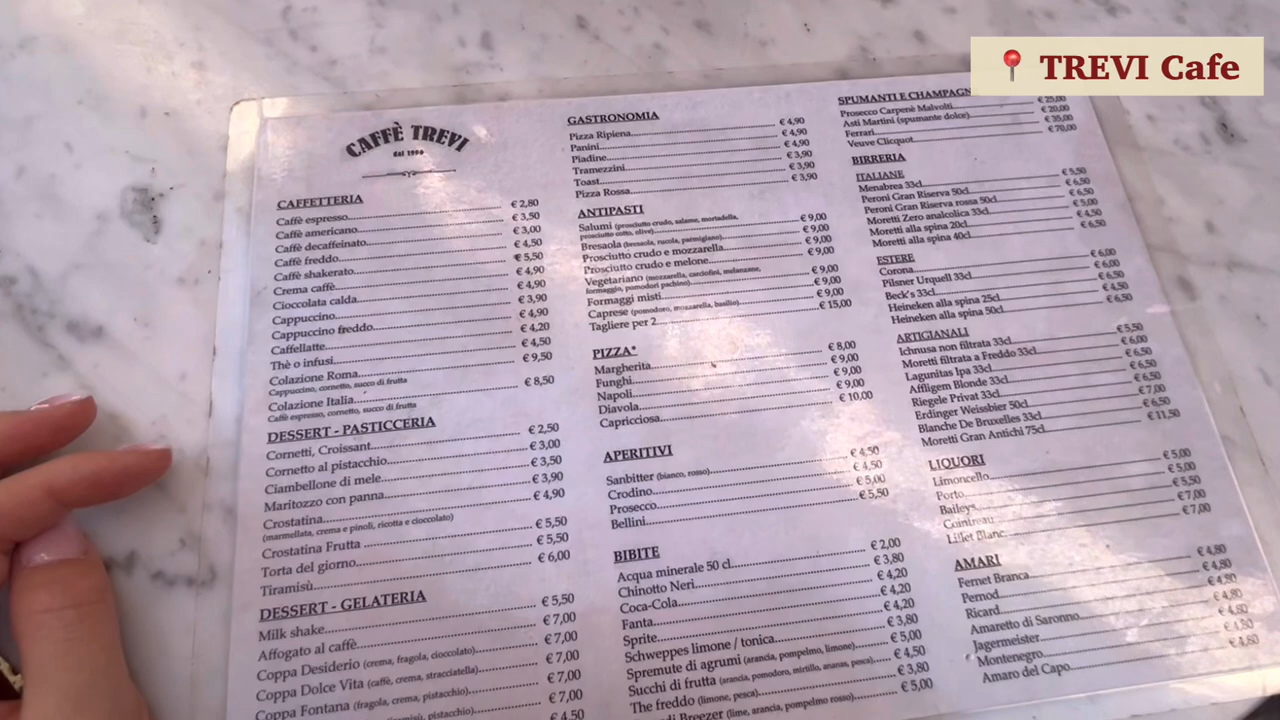 📍 TREVI Cafe
CAFFÈ TREVI
dal 1990
CAFFETTERIA
Caffè espresso € 2,80
Caffè americano € 3,50
Caffè decaffeinato € 3,00
Caffè freddo € 4,50
Caffè shakerato € 5,50
Crema caffè € 4,90
Cioccolata calda € 4,90
Cappuccino € 3,90
Cappuccino freddo € 4,90
Caffellatte € 4,20
Thè o infusi € 4,50
Colazione Roma € 9,50
Cappuccino, cornetto, succo di frutta
Colazione Italia € 8,50
Caffè espresso, cornetto, succo di frutta
DESSERT - PASTICCERIA
Cornetti, Croissant € 2,50
Cornetto al pistacchio € 3,00
Ciambellone di mele € 3,50
Maritozzo con panna € 3,90
Crostatina € 4,90
(marmellata, crema e pinoli, ricotta e cioccolato)
Crostatina Frutta € 5,50
Torta del giorno € 5,50
Tiramisù € 6,00
DESSERT - GELATERIA
Milk shake € 5,50
Affogato al caffè € 7,00
Coppa Desiderio (crema, fragola, cioccolato) € 7,00
Coppa Dolce Vita (caffè, crema, stracciatella) € 7,00
Coppa Fontana (fragola, crema, pistacchio) € 7,00
pistacchio) € 7,00
€ 4,50
GASTRONOMIA
Pizza Ripiena € 4,90
Panini € 4,90
Piadine € 4,90
Tramezzini € 3,90
Toast € 3,90
Pizza Rossa € 3,90
ANTIPASTI
Salumi (prosciutto crudo, salame, mortadella,
prosciutto cotto, olive) € 9,00
Bresaola (bresaola, rucola, parmigiano) € 9,00
Prosciutto crudo e mozzarella € 9,00
Prosciutto crudo e melone € 9,00
Vegetariano (mozzarella, carciofini, melanzane,
formaggio, pomodori pachino) € 9,00
Formaggi misti € 9,00
Caprese (pomodoro, mozzarella, basilio) € 9,00
Tagliere per 2 € 15,00
PIZZA*
Margherita € 8,00
Funghi € 9,00
Napoli € 9,00
Diavola € 9,00
Capricciosa € 10,00
APERITIVI
Sanbitter (bianco, rosso) € 4,50
Crodino € 4,50
Prosecco € 5,00
Bellini € 5,50
BIBITE
Acqua minerale 50 cl € 2,00
Chinotto Neri € 3,80
Coca-Cola € 4,20
Fanta € 4,20
Sprite € 4,20
Schweppes limone / tonica € 3,80
Spremute di agrumi (arancia, pompelmo, limone) € 5,00
Succhi di frutta (arancia, pomodoro, mirtillo, ananas, pesca) € 4,50
The freddo (limone, pesca) € 3,80
Breezer (lime, arancia, pompelmo rosso) € 5,00
SPUMANTI E CHAMPAGN
Prosecco Carpenè Malvolti € 25,00
Asti Martini (spumante dolce) € 20,00
Ferrari € 35,00
Veuve Clicquot € 70,00
BIRRERIA
ITALIANE
Menabrea 33cl € 5,50
Peroni Gran Riserva 50cl € 6,50
Peroni Gran Riserva rossa 50cl € 6,50
Moretti Zero analcolica 33cl € 5,00
Moretti alla spina 20cl € 4,50
Moretti alla spina 40cl € 6,50
ESTERE
Corona € 6,00
Pilsner Urquell 33cl € 6,00
Beck's 33cl € 6,50
Heineken alla spina 25cl € 4,50
Heineken alla spina 50cl € 6,50
ARTIGIANALI
Ichnusa non filtrata 33cl € 5,50
Moretti filtrata a Freddo 33cl € 6,00
Lagunitas Ipa 33cl € 6,50
Affligem Blonde 33cl € 6,50
Riegele Privat 33cl € 6,50
Erdinger Weissbier 50cl € 7,00
Blanche De Bruxelles 33cl € 6,50
Moretti Gran Antichi 75cl € 11,50
LIQUORI
Limoncello € 5,00
Porto € 5,00
Baileys € 5,50
Cointreau € 7,00
Lillet Blanc € 7,00
AMARI
Fernet Branca € 4,80
Pernod € 4,80
Ricard € 4,80
Amaretto di Saronno € 4,80
Jagermeister € 4,80
Montenegro € 4,80
Amaro del Capo € 4,80